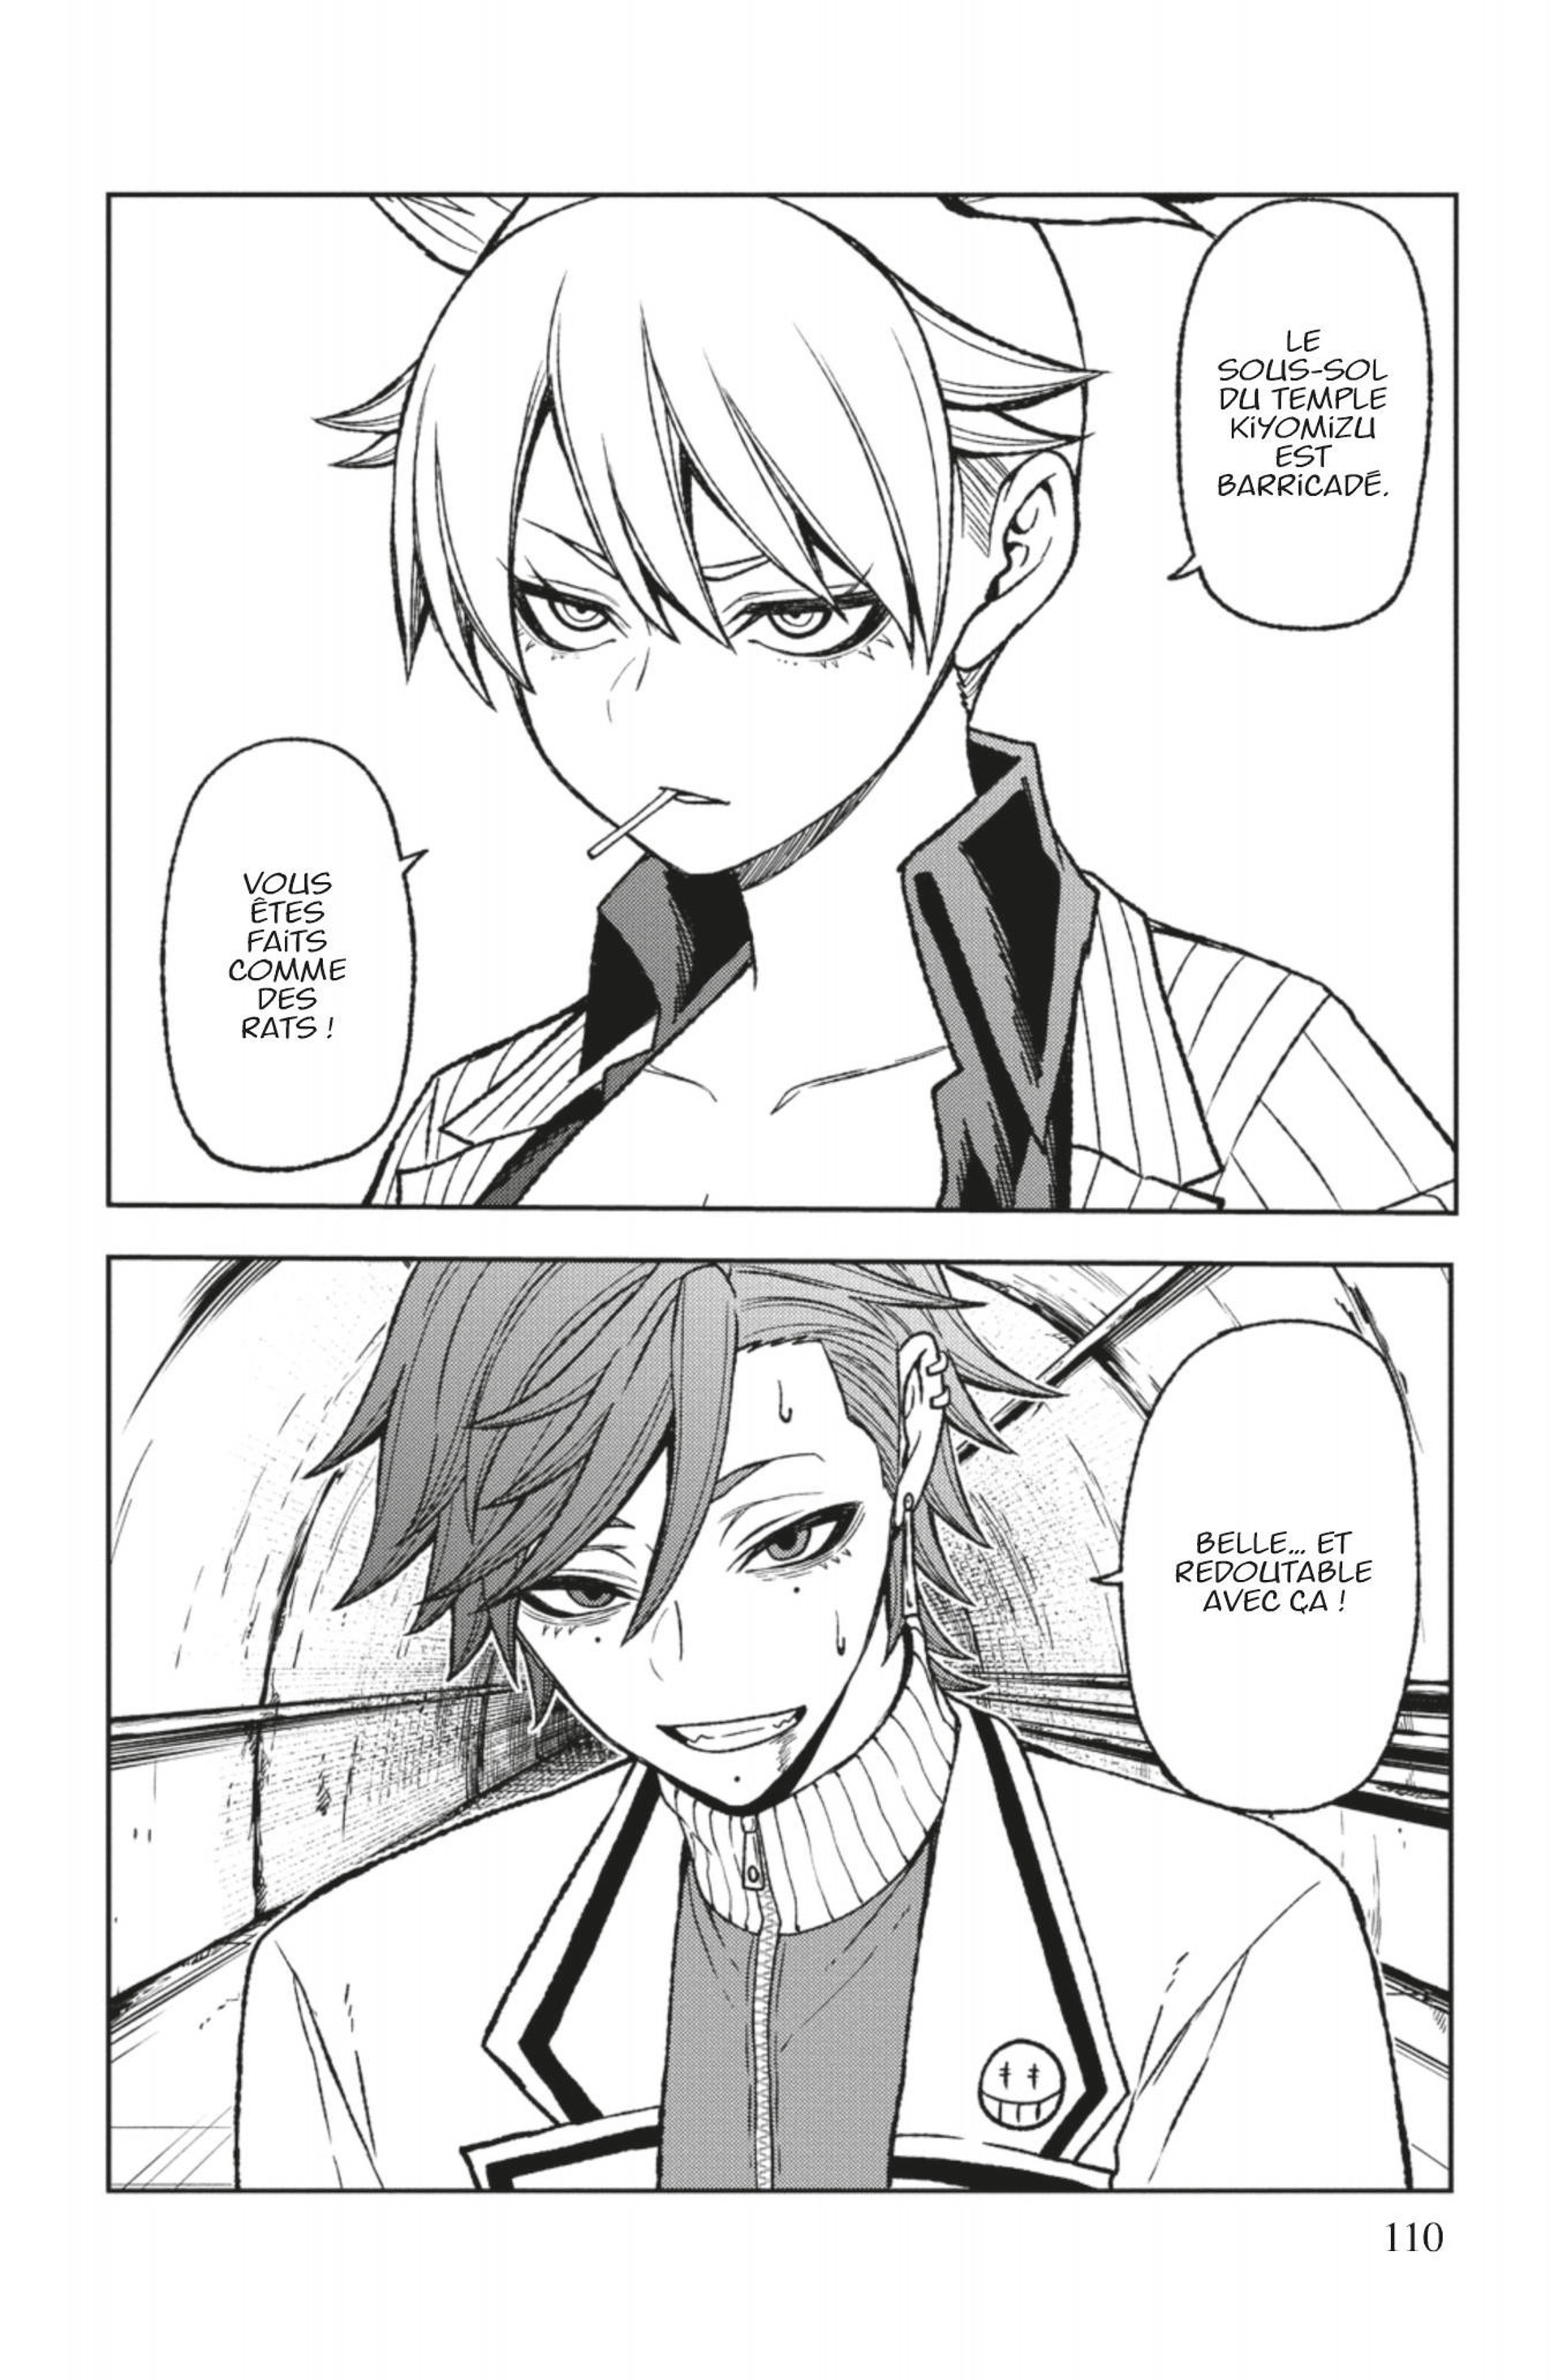 LE
SOUS-SOL
DU TEMPLE
KiYOMiZU
EST
BARRiCADÉ.
VOUS
ÊTES
FAiTS
COMME
DES
RATS !
BELLE... ET
REDOUTABLE
AVEC ÇA !
110